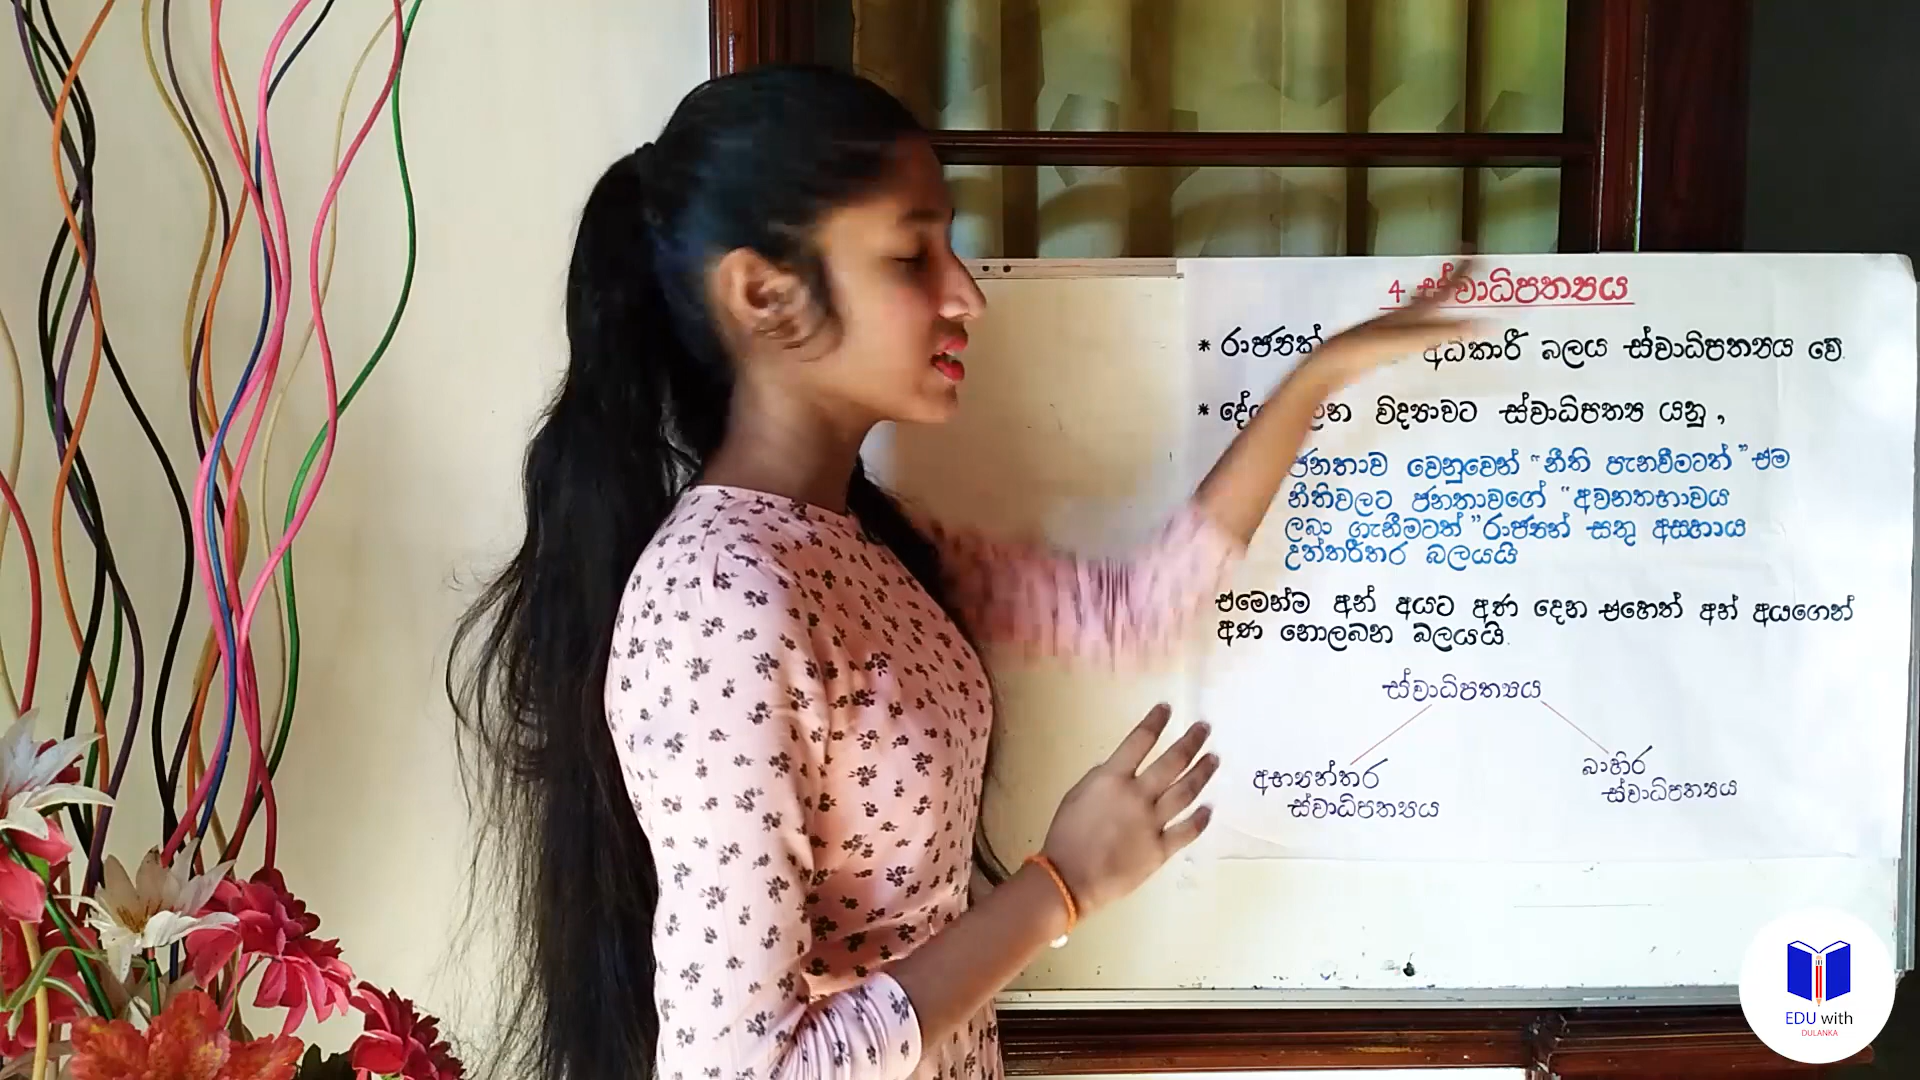 4 ස්වාධිපත්‍යය
* රාජ්‍යක් අධිකාරී බලය ස්වාධිපත්‍යය වේ.
* විද්‍යාවට ස්වාධිපත්‍ය යනු,
ජනතාව වෙනුවෙන් “නීති පැනවීමටත්” එම
නීතිවලට ජනතාවගේ “අවනතභාවය
ලබා ගැනීමටත්” රාජ්‍යන් සතු අසහාය
උත්තරීතර බලයයි
එමෙන්ම අන් අයට අණ දෙන එහෙත් අන් අයගෙන්
අණ නොලබන බලයයි.
ස්වාධිපත්‍යය
අභ්‍යන්තර
ස්වාධිපත්‍යය
බාහිර
ස්වාධිපත්‍යය
EDU with
DULANKA